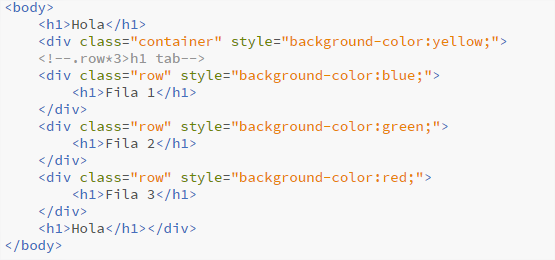 <body>
<h1>Hola</h1>
<div class="container" style="background-color:yellow;">
<!--.row*3>h1 tab-->
<div class="row" style="background-color:blue;">
<h1>Fila 1</h1>
</div>
<div class="row" style="background-color:green;">
<h1>Fila 2</h1>
</div>
<div class="row" style="background-color:red;">
<h1>Fila 3</h1>
</div>
<h1>Hola</h1></div>
</body>